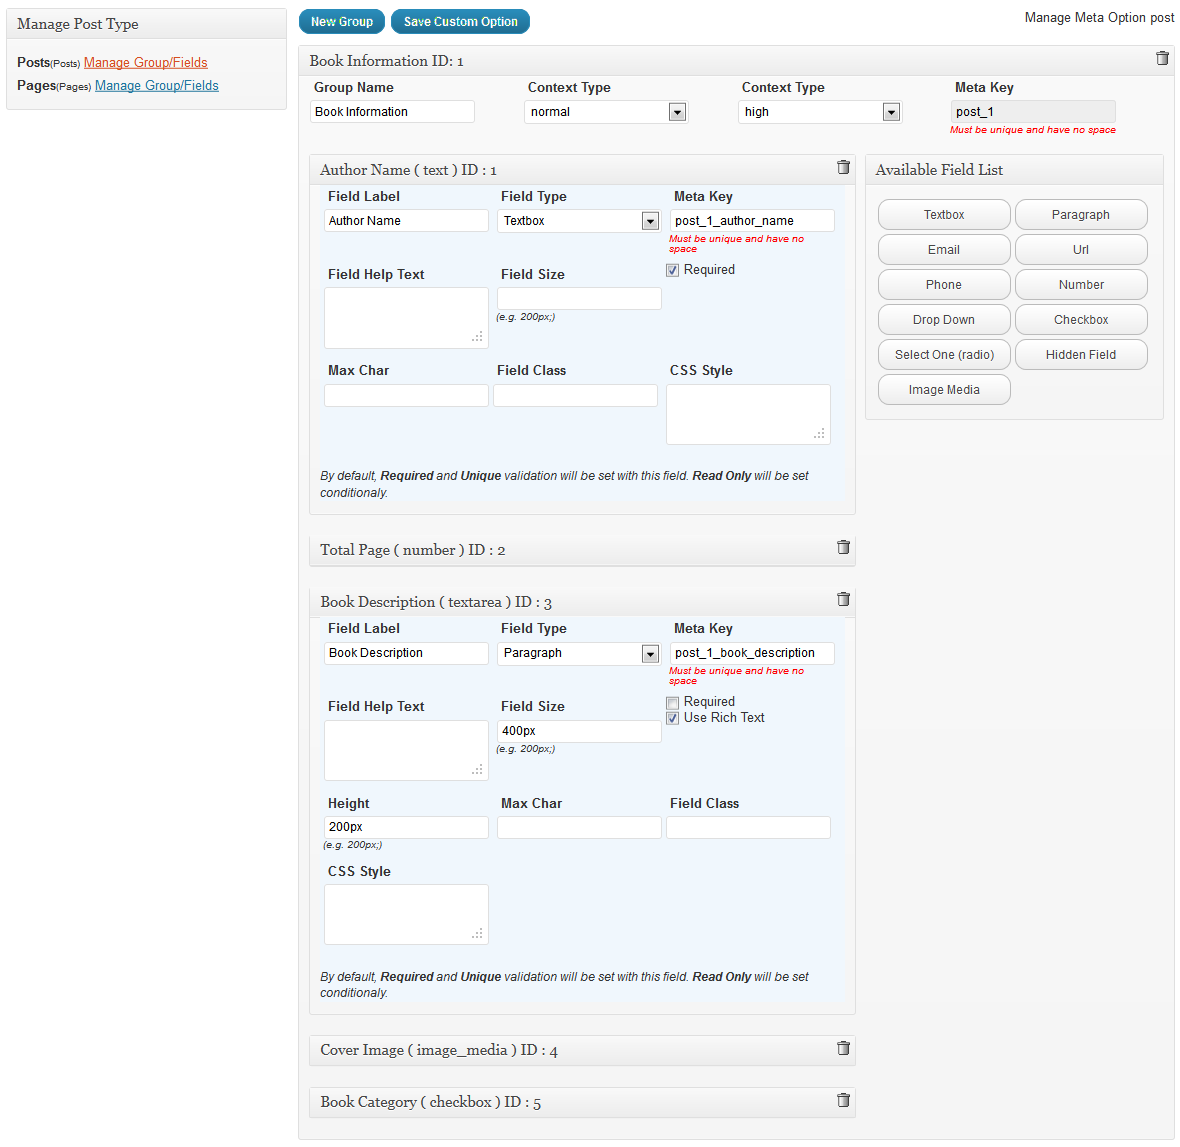 Manage Post Type
Posts(Posts) Manage Group/Fields
Pages(Pages) Manage Group/Fields
New Group Save Custom Option Manage Meta Option post
Book Information ID: 1
Group Name Context Type Context Type Meta Key
Book Information normal high post_1
Must be unique and have no space
Author Name ( text ) ID : 1
Field Label Field Type Meta Key
Author Name Textbox post_1_author_name
Must be unique and have no
space
Field Help Text Field Size Required
(e.g. 200px;)
Max Char Field Class CSS Style
By default, Required and Unique validation will be set with this field. Read Only will be set
conditionaly.
Available Field List
Textbox Paragraph
Email Url
Phone Number
Drop Down Checkbox
Select One (radio) Hidden Field
Image Media
Total Page ( number ) ID : 2
Book Description ( textarea ) ID : 3
Field Label Field Type Meta Key
Book Description Paragraph post_1_book_description
Must be unique and have no
space
Field Help Text Field Size Required
Use Rich Text
400px
(e.g. 200px;)
Height Max Char Field Class
200px
(e.g. 200px;)
CSS Style
By default, Required and Unique validation will be set with this field. Read Only will be set
conditionaly.
Cover Image ( image_media ) ID : 4
Book Category ( checkbox ) ID : 5